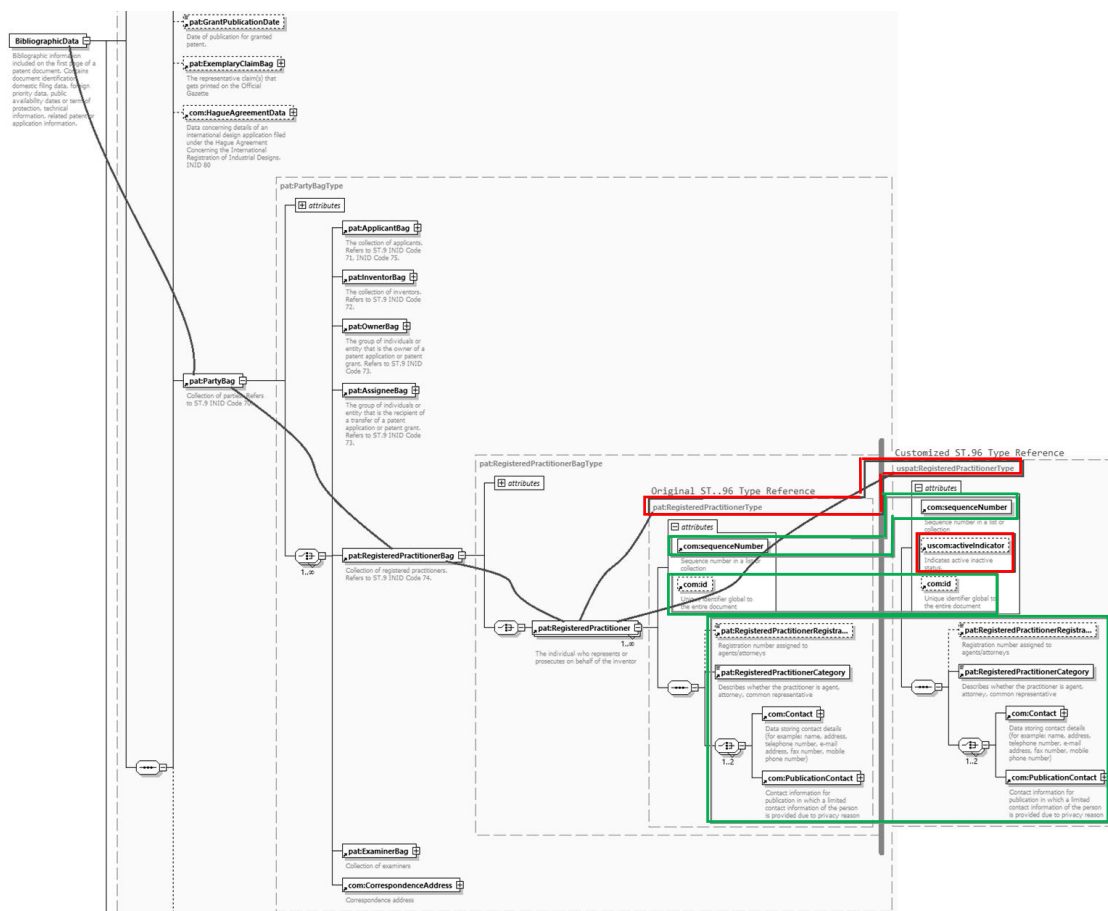 pat:GrantPublicationDate
Date of publication for granted
patent.
BibliographicData
Bibliographic information
included on the first page of a
patent document. Contains
document identification,
domestic filing data, foreign
priority data, public
availability dates or term of
protection, technical
information, related patent or
application information.
pat:ExemplaryClaimBag
The representative claim(s) that
gets printed on the Official
Gazette
com:HagueAgreementData
Data concerning details of an
international design application filed
under the Hague Agreement
Concerning the International
Registration of Industrial Designs.
INID 80
pat:PartyBagType
attributes
pat:ApplicantBag
The collection of applicants.
Refers to ST.9 INID Code
71, INID Code 75.
pat:InventorBag
The collection of inventors.
Refers to ST.9 INID Code
72.
pat:OwnerBag
The group of individuals or
entity that is the owner of a
patent application or patent
grant. Refers to ST.9 INID
Code 73.
pat:PartyBag
Collection of parties. Refers
to ST.9 INID Code 70.
pat:AssigneeBag
The group of individuals or
entity that is the recipient of
a transfer of a patent
application or patent grant.
Refers to ST.9 INID Code
73.
pat:RegisteredPractitionerBagType
attributes
Original ST..96 Type Reference
pat:RegisteredPractitionerType
attributes
com:sequenceNumber
Sequence number in a list or
collection
com:id
Unique identifier global to
the entire document
Customized ST.96 Type Reference
uspat:RegisteredPractitionerType
attributes
com:sequenceNumber
Sequence number in a list or
collection
uscom:activeIndicator
Indicates active inactive
status.
com:id
Unique identifier global to
the entire document
pat:RegisteredPractitionerBag
1..∞
Collection of registered practitioners.
Refers to ST.9 INID Code 74.
pat:RegisteredPractitioner
1..∞
The individual who represents or
prosecutes on behalf of the inventor
pat:RegisteredPractitionerRegistra...
Registration number assigned to
agents/attorneys
pat:RegisteredPractitionerCategory
Describes whether the practitioner is agent,
attorney, common representative
com:Contact
Data storing contact details
(for example: name, address,
telephone number, e-mail
address, fax number, mobile
phone number)
1..2
com:PublicationContact
Contact information for
publication in which a limited
contact information of the person
is provided due to privacy reason
pat:RegisteredPractitionerRegistra...
Registration number assigned to
agents/attorneys
pat:RegisteredPractitionerCategory
Describes whether the practitioner is agent,
attorney, common representative
com:Contact
Data storing contact details
(for example: name, address,
telephone number, e-mail
address, fax number, mobile
phone number)
1..2
com:PublicationContact
Contact information for
publication in which a limited
contact information of the person
is provided due to privacy reason
pat:ExaminerBag
Collection of examiners
com:CorrespondenceAddress
Correspondence address